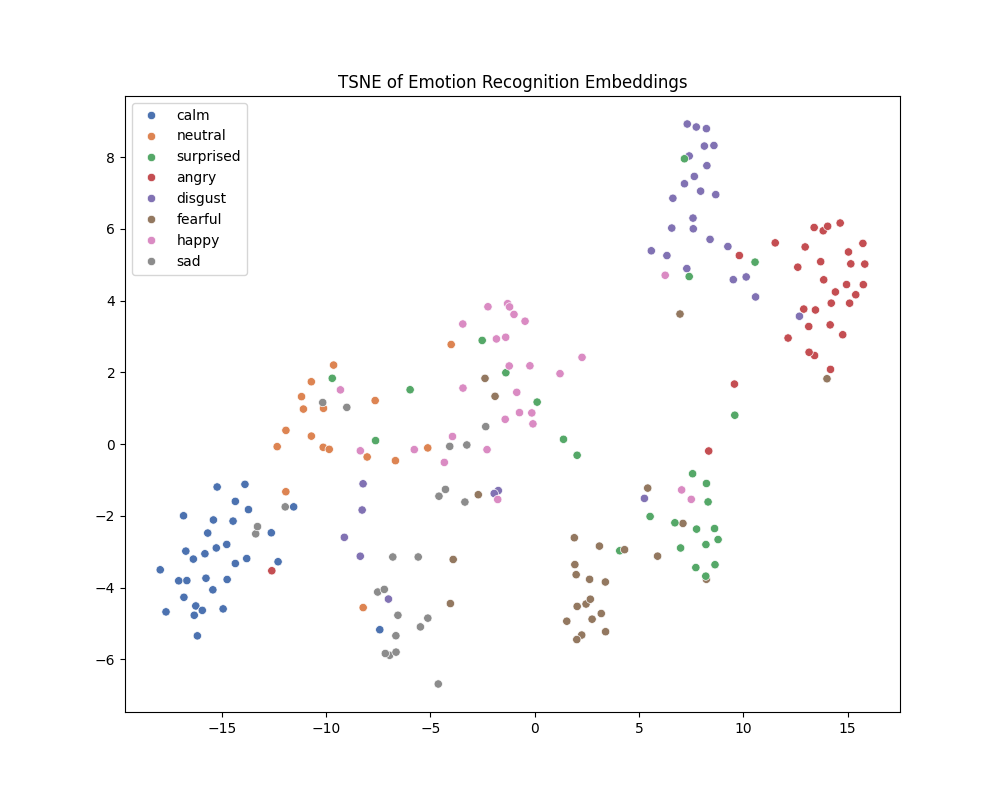 TSNE of Emotion Recognition Embeddings
calm
neutral
surprised
angry
disgust
fearful
happy
sad
8
6
4
2
0
−2
−4
−6
−15 −10 −5 0 5 10 15